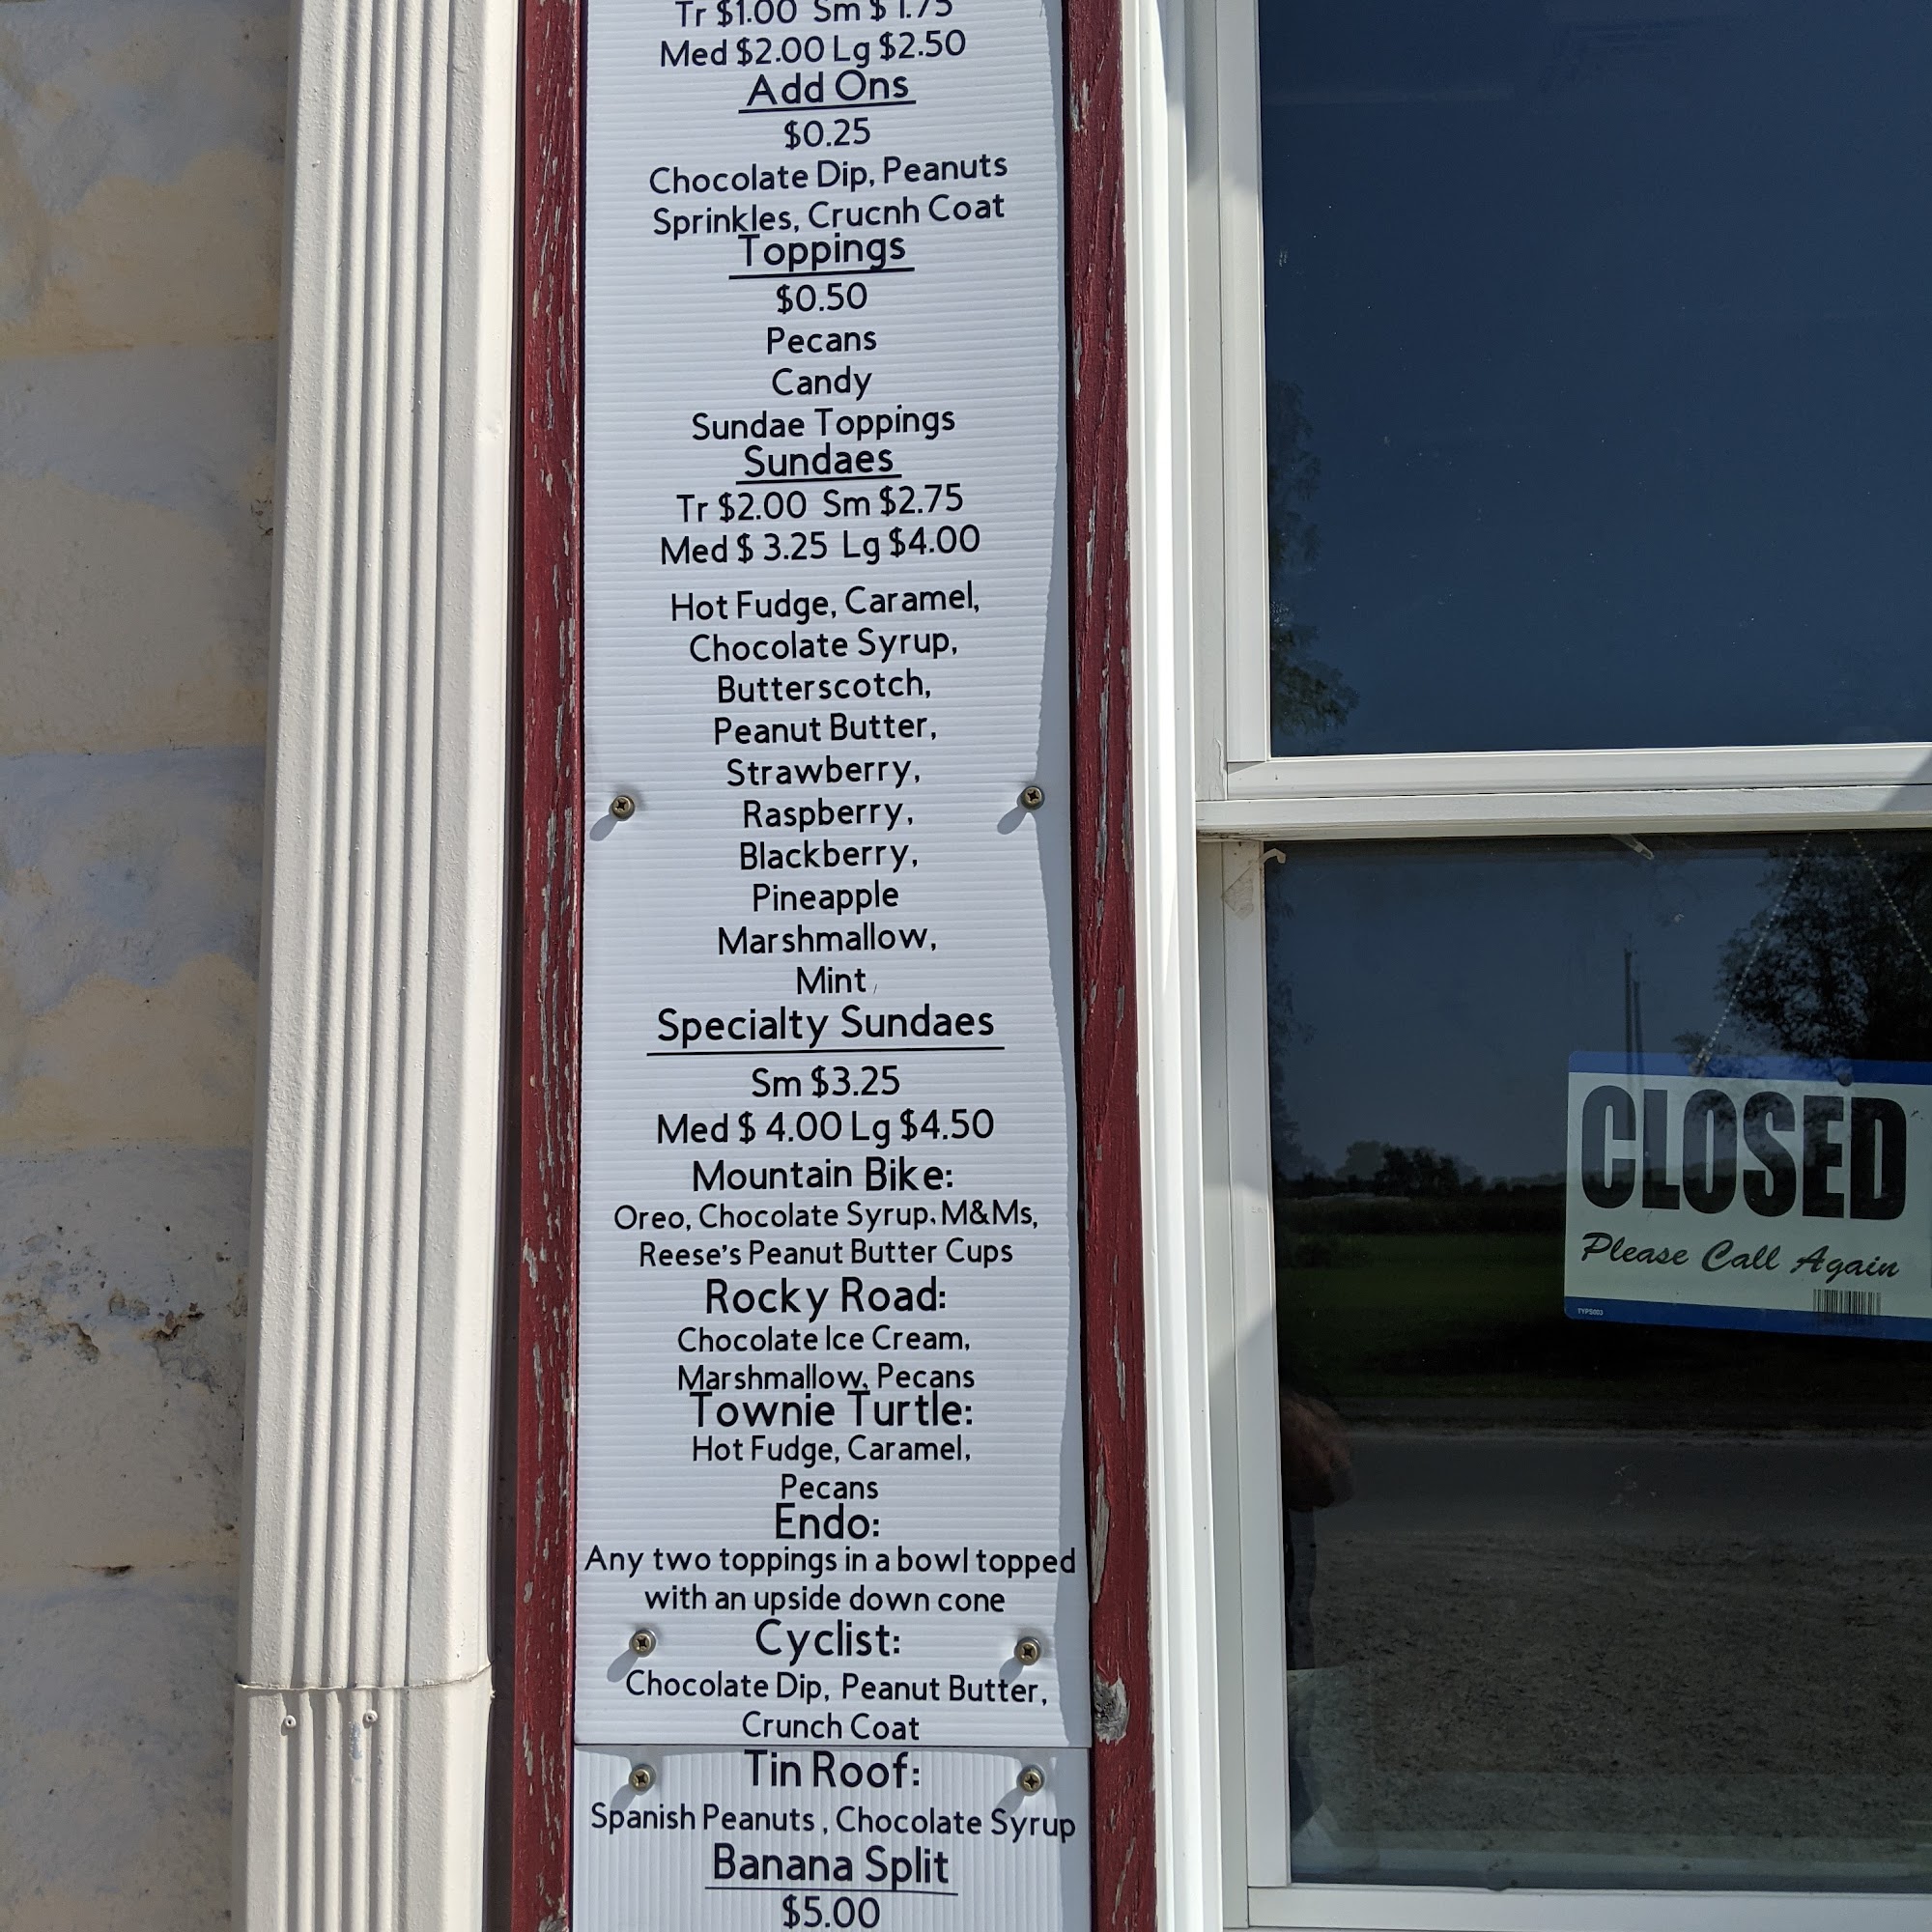 Tr $1.00 Sm $1.75
Med $2.00 Lg $2.50
Add Ons
$0.25
Chocolate Dip, Peanuts
Sprinkles, Crucnh Coat
Toppings
$0.50
Pecans
Candy
Sundae Toppings
Sundaes
Tr $2.00 Sm $2.75
Med $ 3.25 Lg $4.00
Hot Fudge, Caramel,
Chocolate Syrup,
Butterscotch,
Peanut Butter,
Strawberry,
Raspberry,
Blackberry,
Pineapple
Marshmallow,
Mint
Specialty Sundaes
Sm $3.25
Med $ 4.00 Lg $4.50
Mountain Bike:
Oreo, Chocolate Syrup, M&Ms,
Reese's Peanut Butter Cups
Rocky Road:
Chocolate Ice Cream,
Marshmallow, Pecans
Townie Turtle:
Hot Fudge, Caramel,
Pecans
Endo:
Any two toppings in a bowl topped
with an upside down cone
Cyclist:
Chocolate Dip, Peanut Butter,
Crunch Coat
Tin Roof:
Spanish Peanuts , Chocolate Syrup
Banana Split
$5.00
CLOSED
Please Call Again
TYPS003